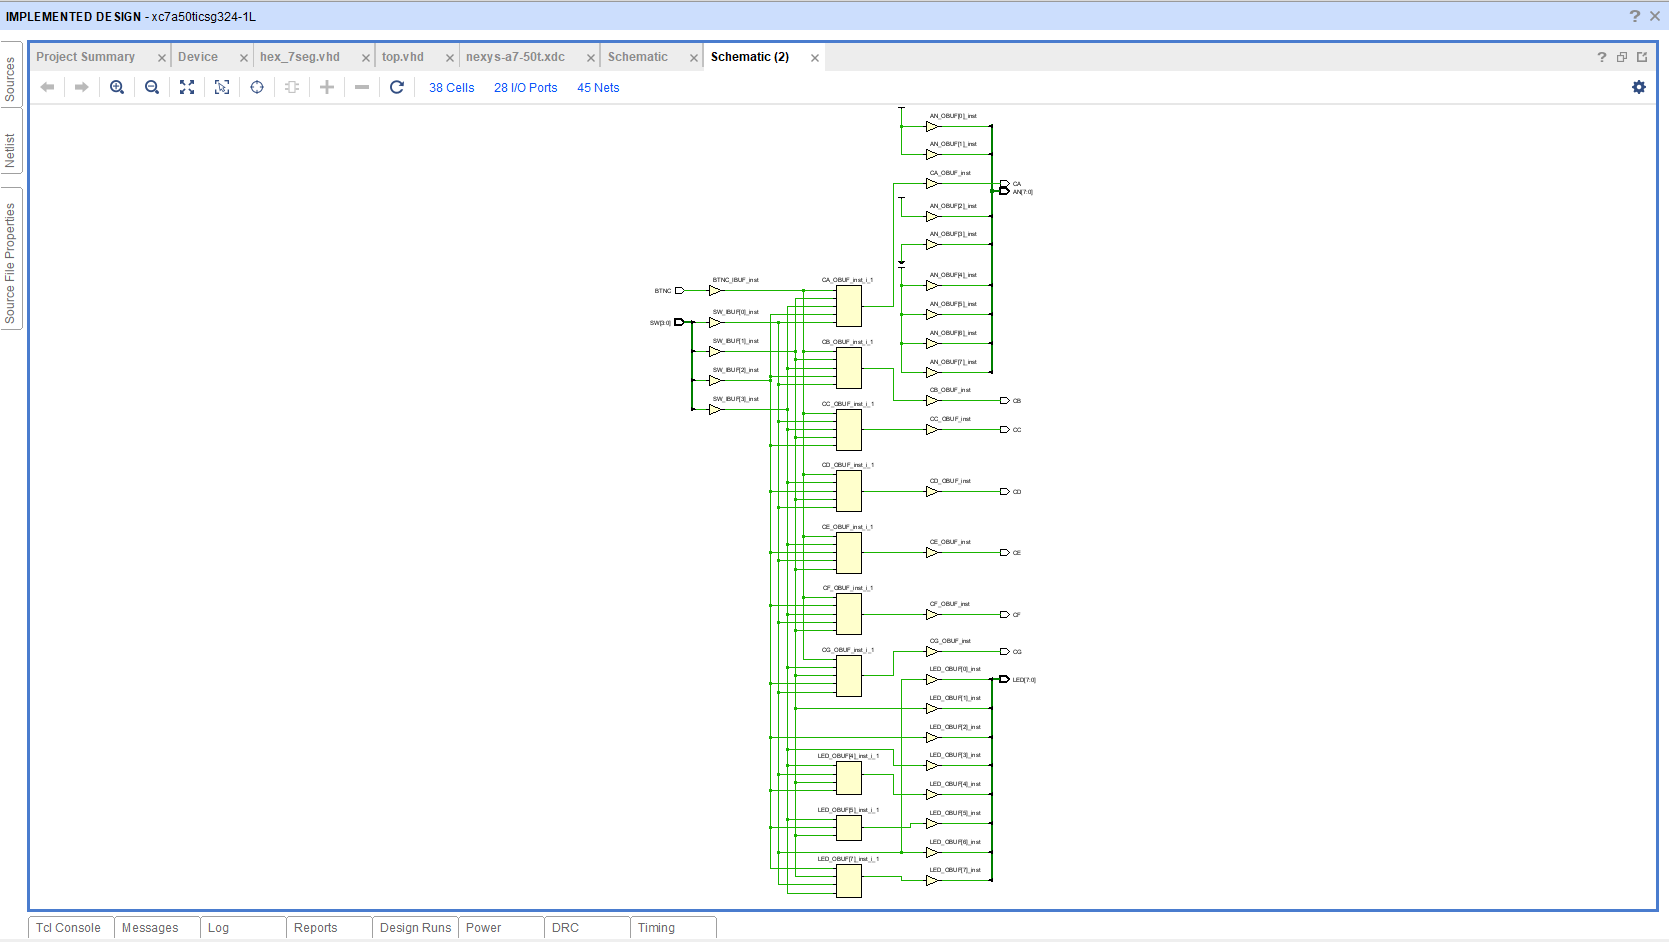 IMPLEMENTED DESIGN - xc7a50ticsg324-1L
Sources
Netlist
Source File Properties
Project Summary
Device
hex_7seg.vhd
top.vhd
nexys-a7-50t.xdc
Schematic
Schematic (2)
38 Cells
28 I/O Ports
45 Nets
AN_OBUF[0]_inst
AN_OBUF[1]_inst
CA_OBUF_inst
CA
AN[7:0]
AN_OBUF[2]_inst
AN_OBUF[3]_inst
AN_OBUF[4]_inst
BTNC_IBUF_inst
CA_OBUF_inst_i_1
BTNC
AN_OBUF[5]_inst
SW_IBUF[0]_inst
SW[3:0]
AN_OBUF[6]_inst
SW_IBUF[1]_inst
CB_OBUF_inst_i_1
AN_OBUF[7]_inst
SW_IBUF[2]_inst
CB_OBUF_inst
CB
SW_IBUF[3]_inst
CC_OBUF_inst_i_1
CC_OBUF_inst
CC
CD_OBUF_inst_i_1
CD_OBUF_inst
CD
CE_OBUF_inst_i_1
CE_OBUF_inst
CE
CF_OBUF_inst_i_1
CF_OBUF_inst
CF
CG_OBUF_inst_i_1
CG_OBUF_inst
CG
LED_OBUF[0]_inst
LED[7:0]
LED_OBUF[1]_inst
LED_OBUF[2]_inst
LED_OBUF[3]_inst
LED_OBUF[4]_inst_i_1
LED_OBUF[4]_inst
LED_OBUF[5]_inst_i_1
LED_OBUF[5]_inst
LED_OBUF[6]_inst
LED_OBUF[7]_inst_i_1
LED_OBUF[7]_inst
Tcl Console
Messages
Log
Reports
Design Runs
Power
DRC
Timing